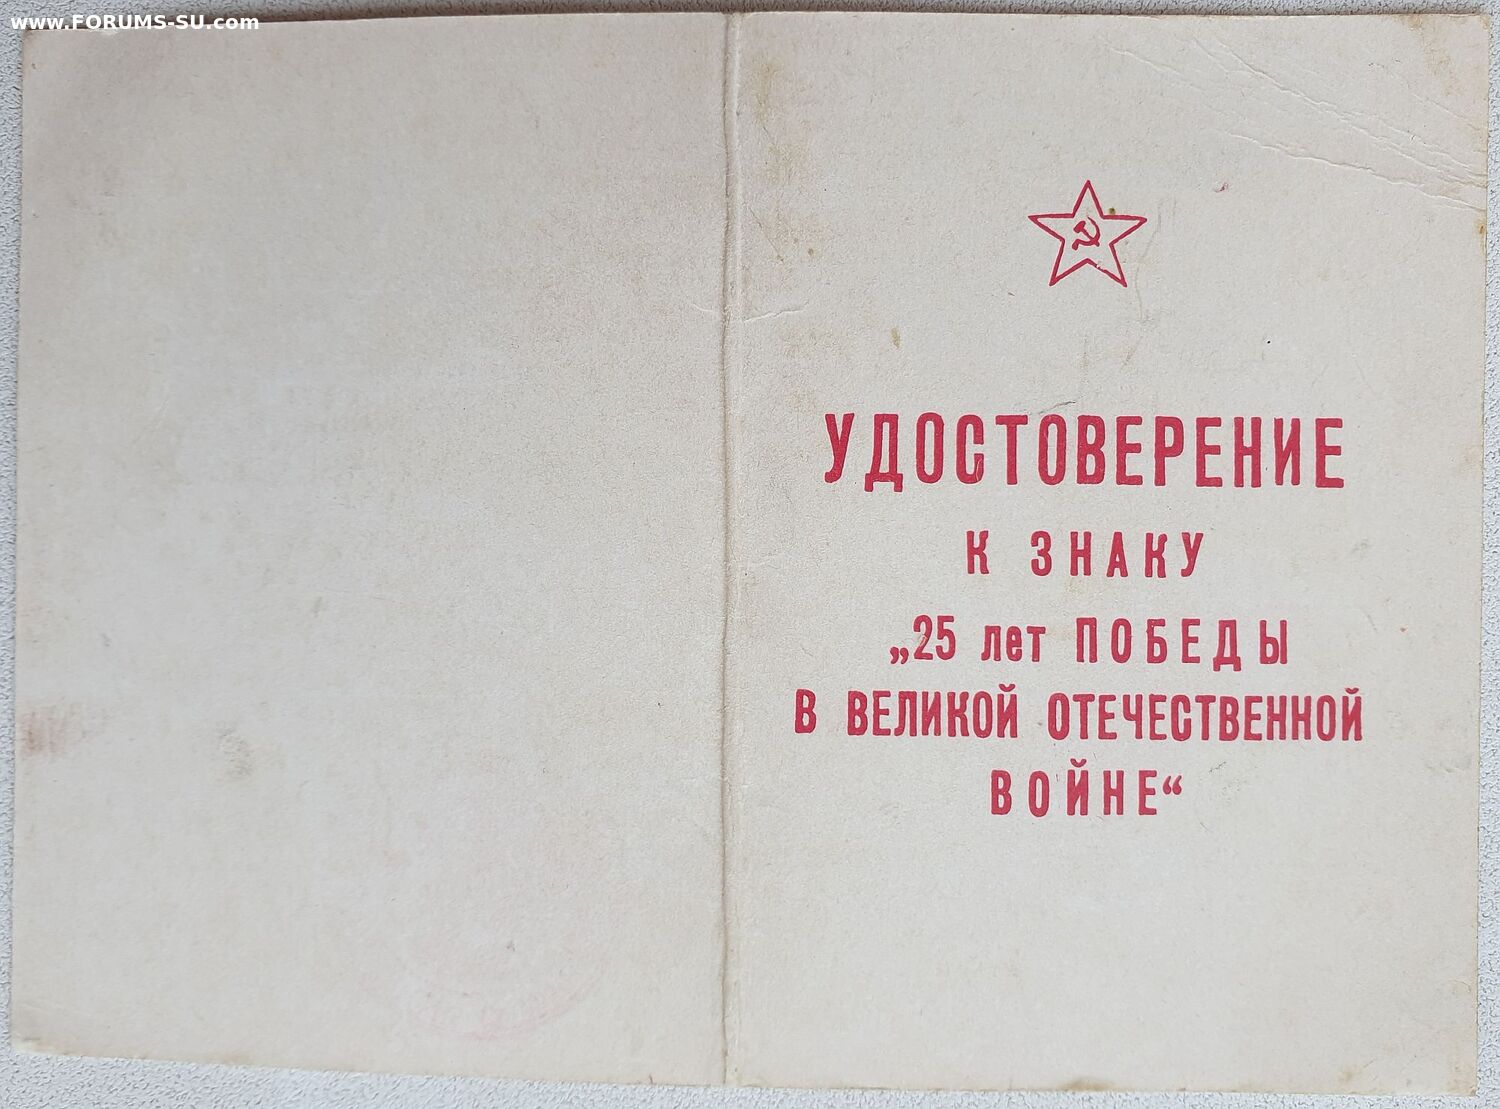 www.FORUMS-SU.com
УДОСТОВЕРЕНИЕ
К ЗНАКУ
„25 лет ПОБЕДЫ
В ВЕЛИКОЙ ОТЕЧЕСТВЕННОЙ
ВОЙНЕ“